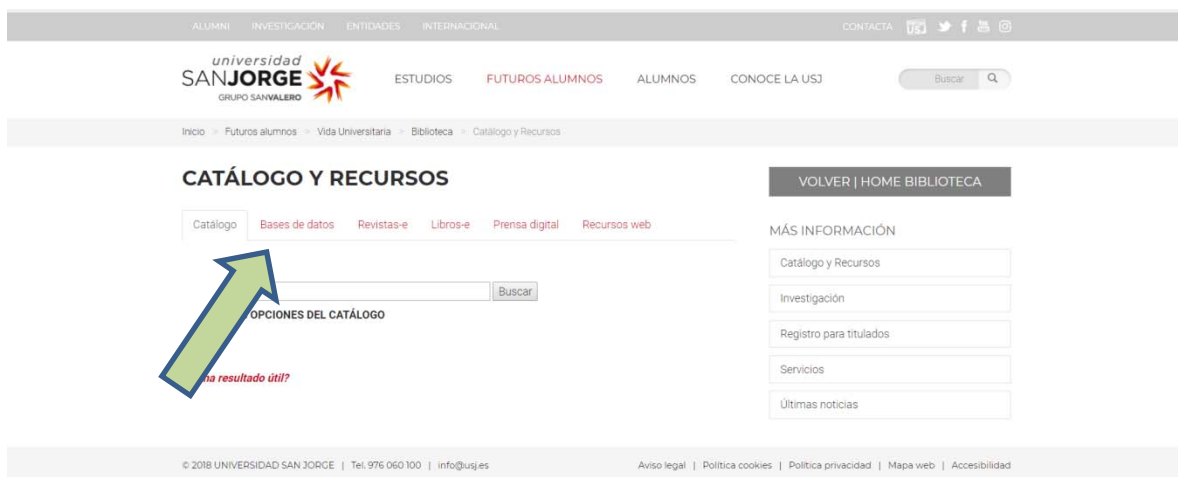 ALUMNI INVESTIGACIÓN ENTIDADES INTERNACIONAL CONTACTA USJ
universidad
SANJORGE
GRUPO SANVALERO
ESTUDIOS FUTUROS ALUMNOS ALUMNOS CONOCE LA USJ Buscar
Inicio > Futuros alumnos > Vida Universitaria > Biblioteca > Catálogo y Recursos
CATÁLOGO Y RECURSOS
VOLVER | HOME BIBLIOTECA
Catálogo Bases de datos Revistas-e Libros-e Prensa digital Recursos web
MÁS INFORMACIÓN
Catálogo y Recursos
Buscar
Investigación
OPCIONES DEL CATÁLOGO
Registro para titulados
Servicios
ha resultado útil?
Últimas noticias
© 2018 UNIVERSIDAD SAN JORGE | Tel. 976 060 100 | info@usj.es Aviso legal | Política cookies | Política privacidad | Mapa web | Accesibilidad